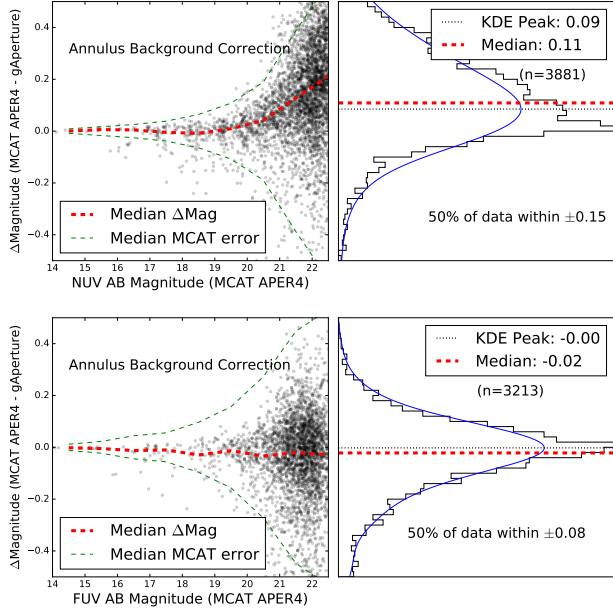 ΔMagnitude (MCAT APER4 - gAperture)
0.4
0.2
0.0
-0.2
-0.4
Annulus Background Correction
Median ΔMag
Median MCAT error
14 15 16 17 18 19 20 21 22
NUV AB Magnitude (MCAT APER4)
KDE Peak: 0.09
Median: 0.11
(n=3881)
50% of data within ±0.15
ΔMagnitude (MCAT APER4 - gAperture)
0.4
0.2
0.0
-0.2
-0.4
Annulus Background Correction
Median ΔMag
Median MCAT error
14 15 16 17 18 19 20 21 22
FUV AB Magnitude (MCAT APER4)
KDE Peak: -0.00
Median: -0.02
(n=3213)
50% of data within ±0.08